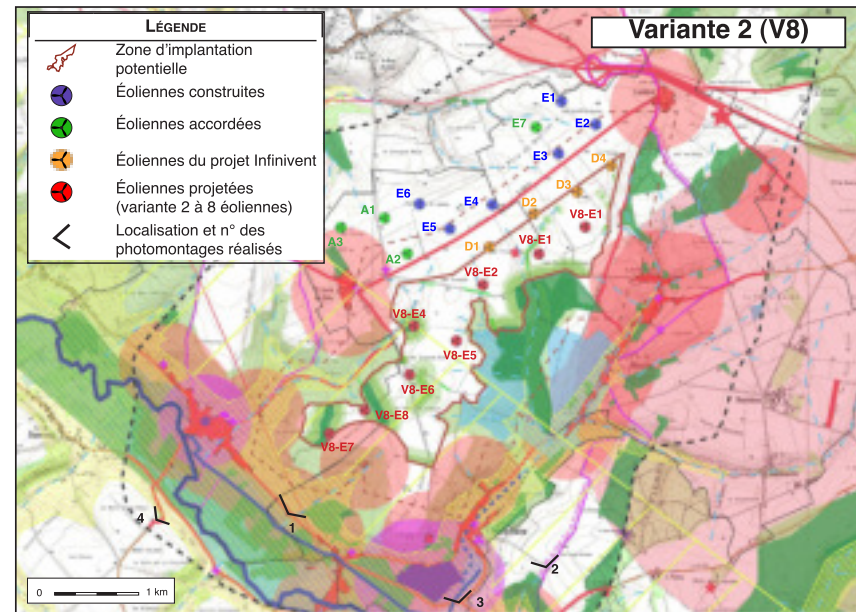 LÉGENDE
Zone d'implantation
potentielle
Éoliennes construites
Éoliennes accordées
Éoliennes du projet Infinivent
Éoliennes projetées
(variante 2 à 8 éoliennes)
Localisation et n° des
photomontages réalisés
Variante 2 (V8)
E1
E7
E2
E3
D4
D3
E6
E4
D2
A1
V8-E1
E5
A3
D1
V8-E1
A2
V8-E2
V8-E4
V8-E5
V8-E6
V8-E8
V8-E7
4
1
2
3
0 1 km